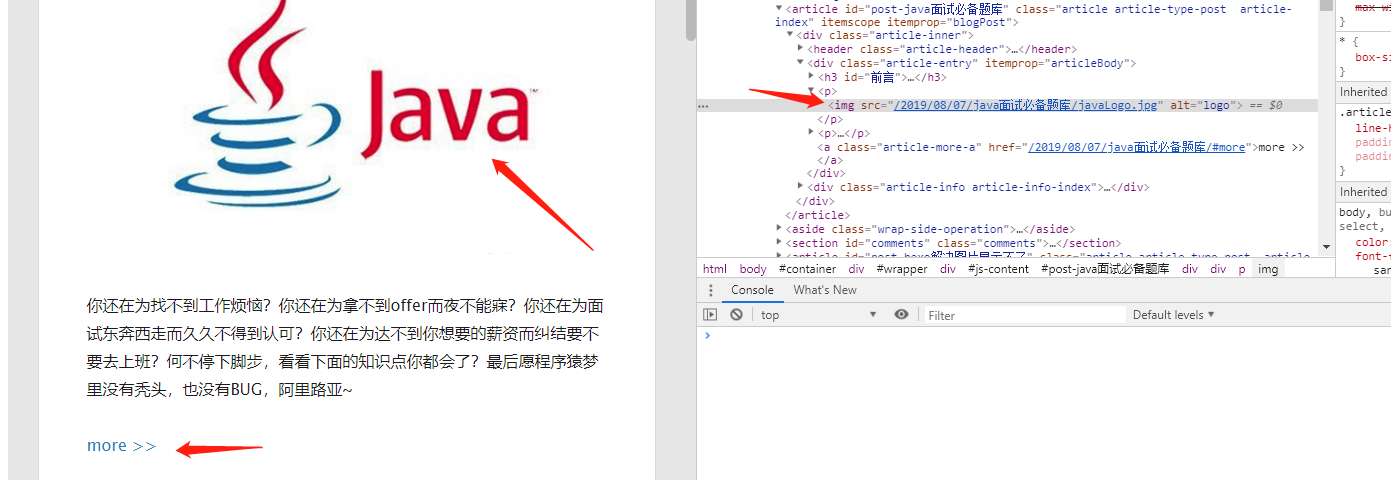 Java
™
你还在为找不到工作烦恼？你还在为拿不到offer而夜不能寐？你还在为面
试东奔西走而久久不得到认可？你还在为达不到你想要的薪资而纠结要不
要去上班？何不停下脚步，看看下面的知识点你都会了？最后愿程序猿梦
里没有秃头，也没有BUG，阿里路亚~
more >>
<article id="post-java面试必备题库" class="article article-type-post  article-
index" itemscope itemprop="blogPost">
<div class="article-inner">
<header class="article-header">…</header>
<div class="article-entry" itemprop="articleBody">
<h3 id="前言">…</h3>
<p>
<img src="/2019/08/07/java面试必备题库/javaLogo.jpg" alt="logo"> == $0
</p>
<p>…</p>
<a class="article-more-a" href="/2019/08/07/java面试必备题库/#more">more >>
</a>
</div>
<div class="article-info article-info-index">…</div>
</div>
</article>
<aside class="wrap-side-operation">…</aside>
<section id="comments" class="comments">…</section>
html body #container div #wrapper div #js-content #post-java面试必备题库 div div p img
Console What's New
top Filter Default levels ▼
}
* {
box-si
}
Inherited
.article
line-h
paddin
paddin
}
Inherited
body, bu
select,
color:
font-f
san